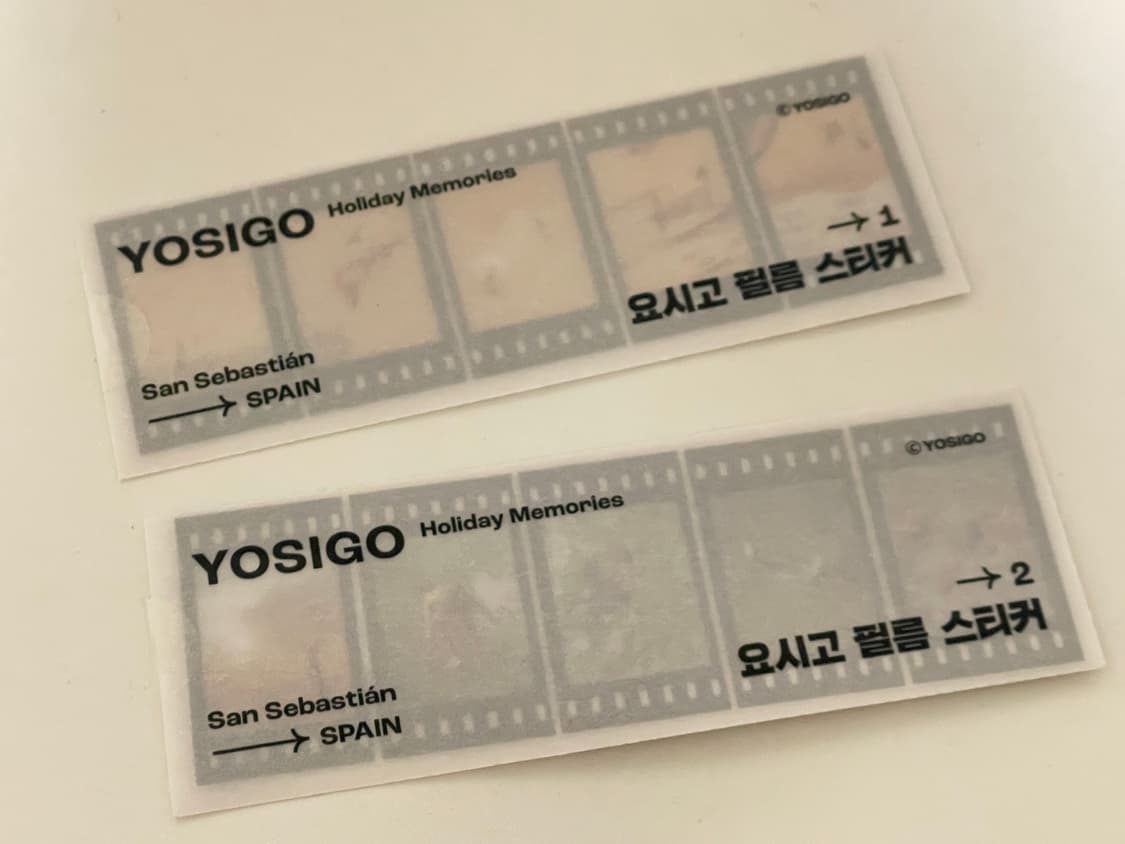 YOSIGO Holiday Memories
©YOSIGO
→ 1
요시고 필름 스티커
San Sebastián
→ SPAIN
YOSIGO Holiday Memories
©YOSIGO
→ 2
요시고 필름 스티커
San Sebastián
→ SPAIN